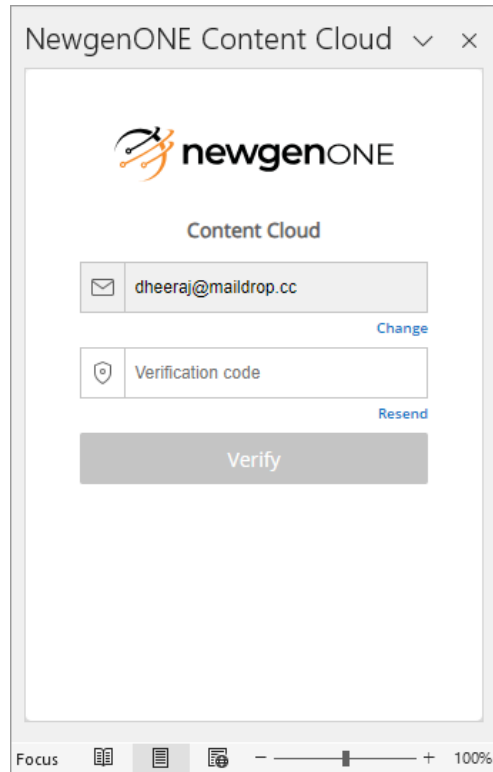 NewgenONE Content Cloud
newgenONE
Content Cloud
dheeraj@maildrop.cc
Change
Verification code
Resend
Verify
Focus
100%